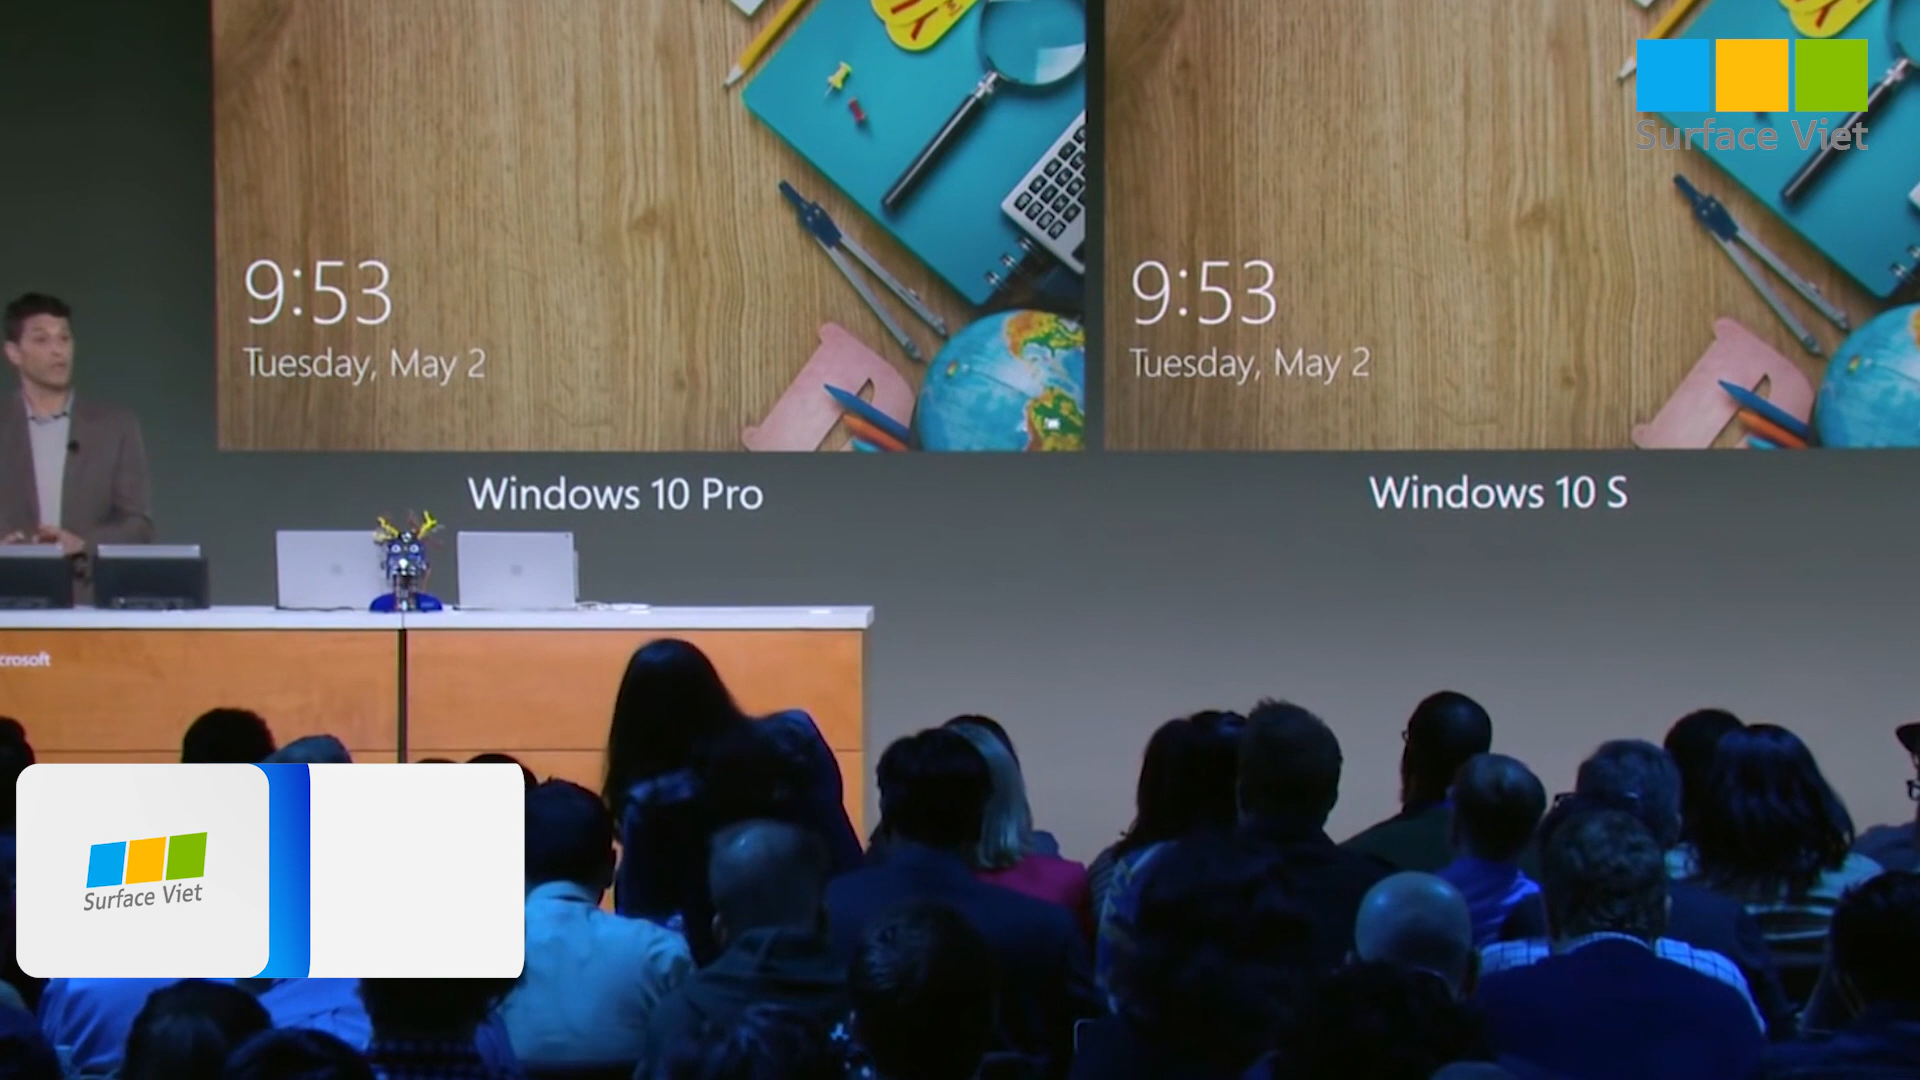 Surface Viet
9:53
Tuesday, May 2
9:53
Tuesday, May 2
Windows 10 Pro
Windows 10 S
crosoft
Surface Viet